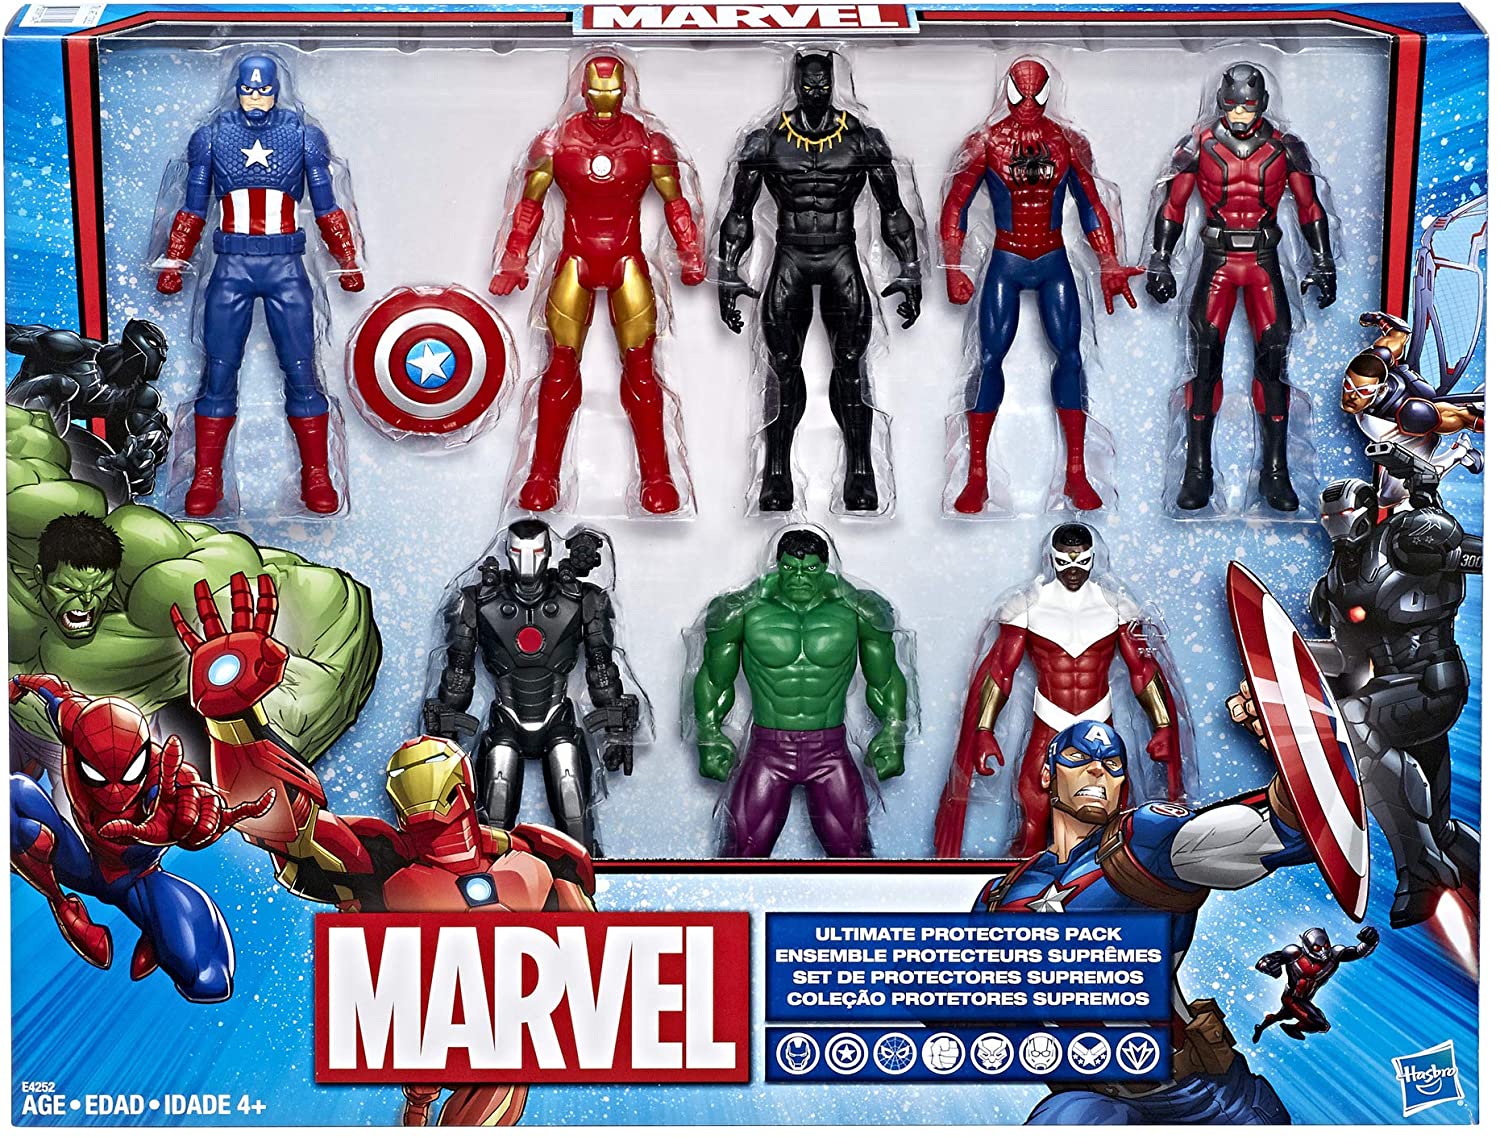 MARVEL
A
300
A
MARVEL
ULTIMATE PROTECTORS PACK
ENSEMBLE PROTECTEURS SUPRÊMES
SET DE PROTECTORES SUPREMOS
COLEÇÃO PROTETORES SUPREMOS
E4252
AGE • EDAD • IDADE 4+
Hasbro